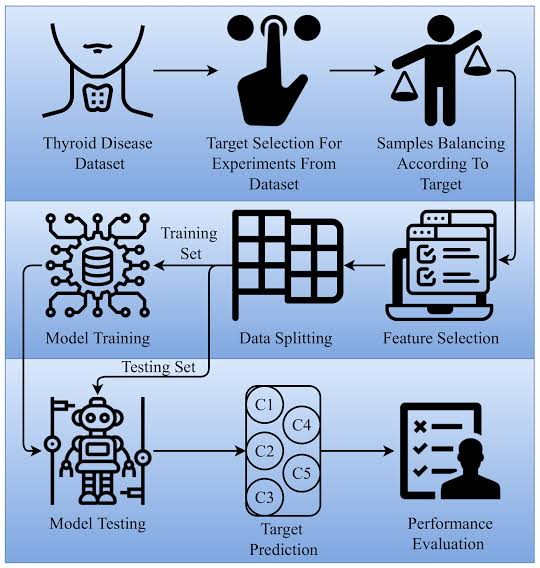 Thyroid Disease
Dataset
Target Selection For
Experiments From
Dataset
Samples Balancing
According To
Target
Training
Set
Model Training
Data Splitting
Feature Selection
Testing Set
C1
C4
C2
C5
C3
Model Testing
Target
Prediction
Performance
Evaluation